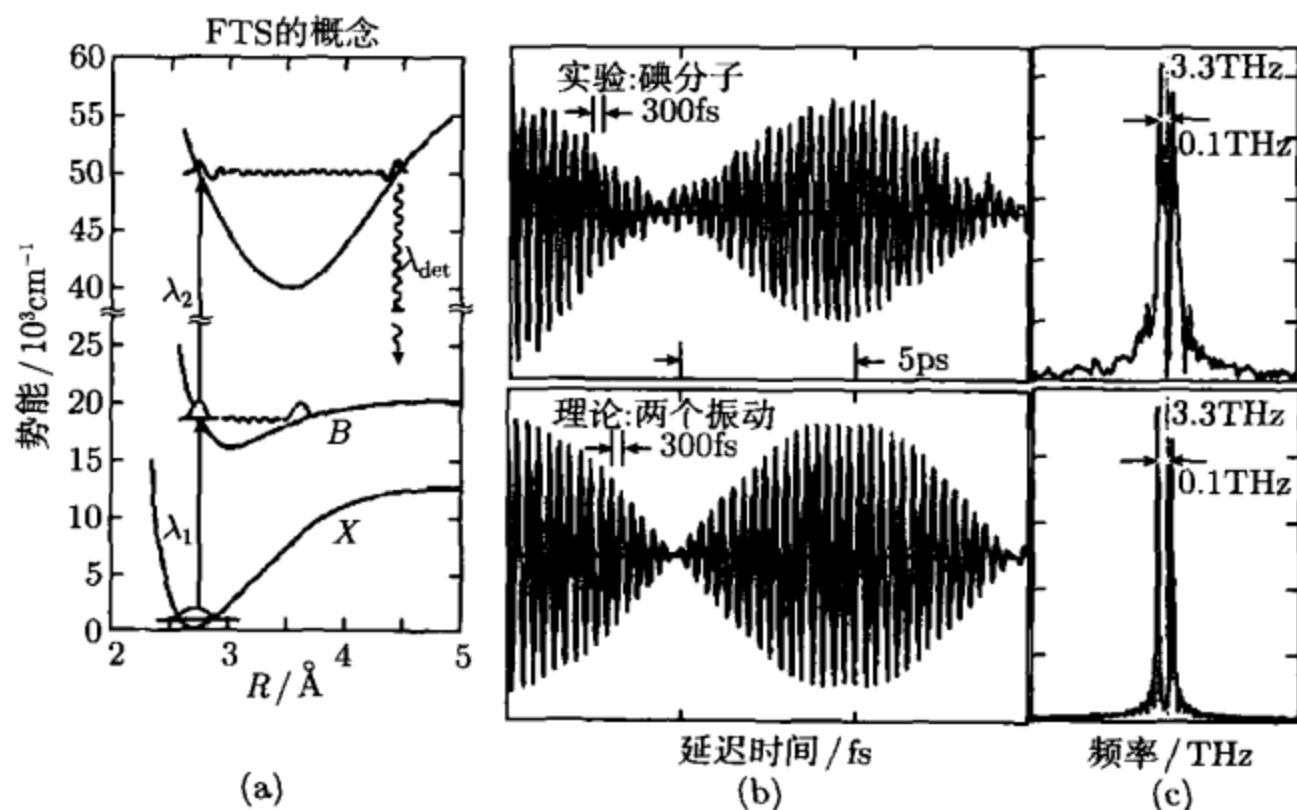 FTS的概念
60
55
50
45
40
25
20
15
10
5
0
势能 / 10³cm⁻¹
λ₂
λdet
B
λ₁
X
2
3
4
5
R / Å
(a)
实验:碘分子
300fs
5ps
理论:两个振动
300fs
延迟时间 / fs
(b)
3.3THz
0.1THz
3.3THz
0.1THz
频率 / THz
(c)